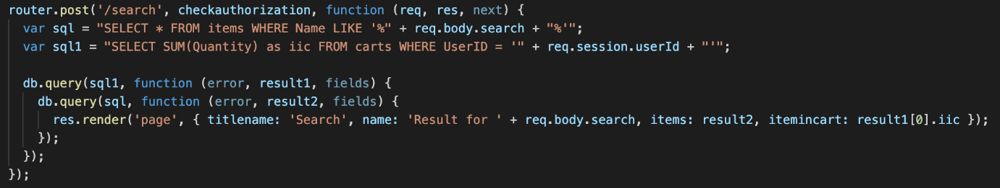 router.post('/search', checkauthorization, function (req, res, next) {
  var sql = "SELECT * FROM items WHERE Name LIKE '%" + req.body.search + "%'";
  var sql1 = "SELECT SUM(Quantity) as iic FROM carts WHERE UserID = '" + req.session.userId + "'";

  db.query(sql1, function (error, result1, fields) {
    db.query(sql, function (error, result2, fields) {
      res.render('page', { titlename: 'Search', name: 'Result for ' + req.body.search, items: result2, itemincart: result1[0].iic });
    });
  });
});